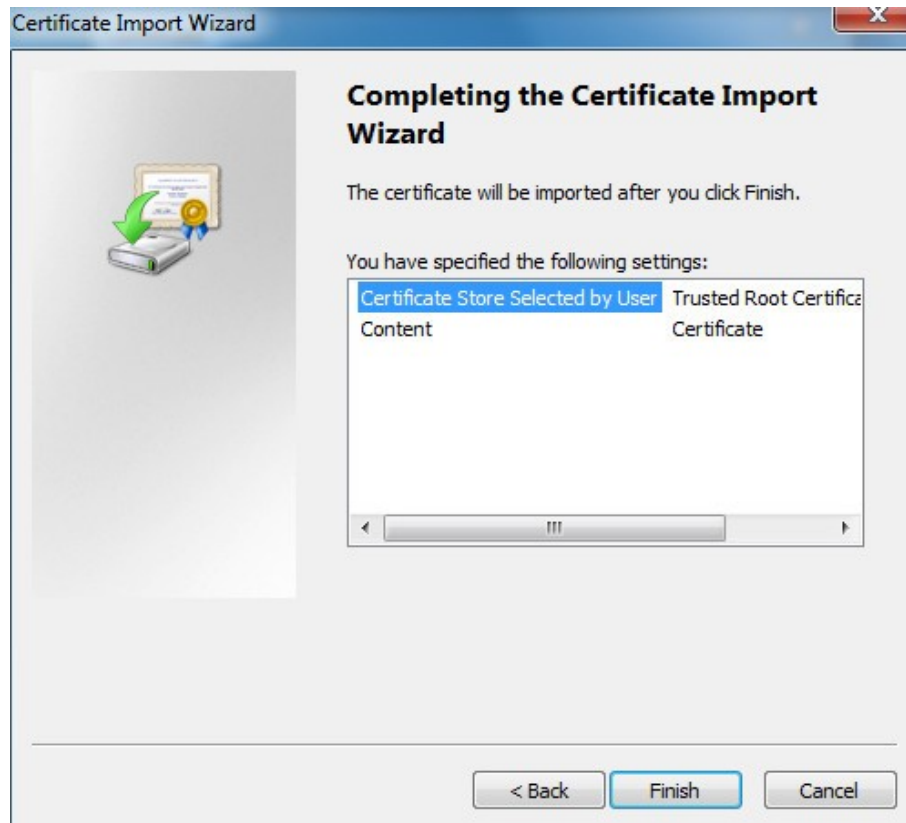 Certificate Import Wizard
Completing the Certificate Import
Wizard
The certificate will be imported after you click Finish.
You have specified the following settings:
Certificate Store Selected by User Trusted Root Certifica
Content Certificate
< Back Finish Cancel